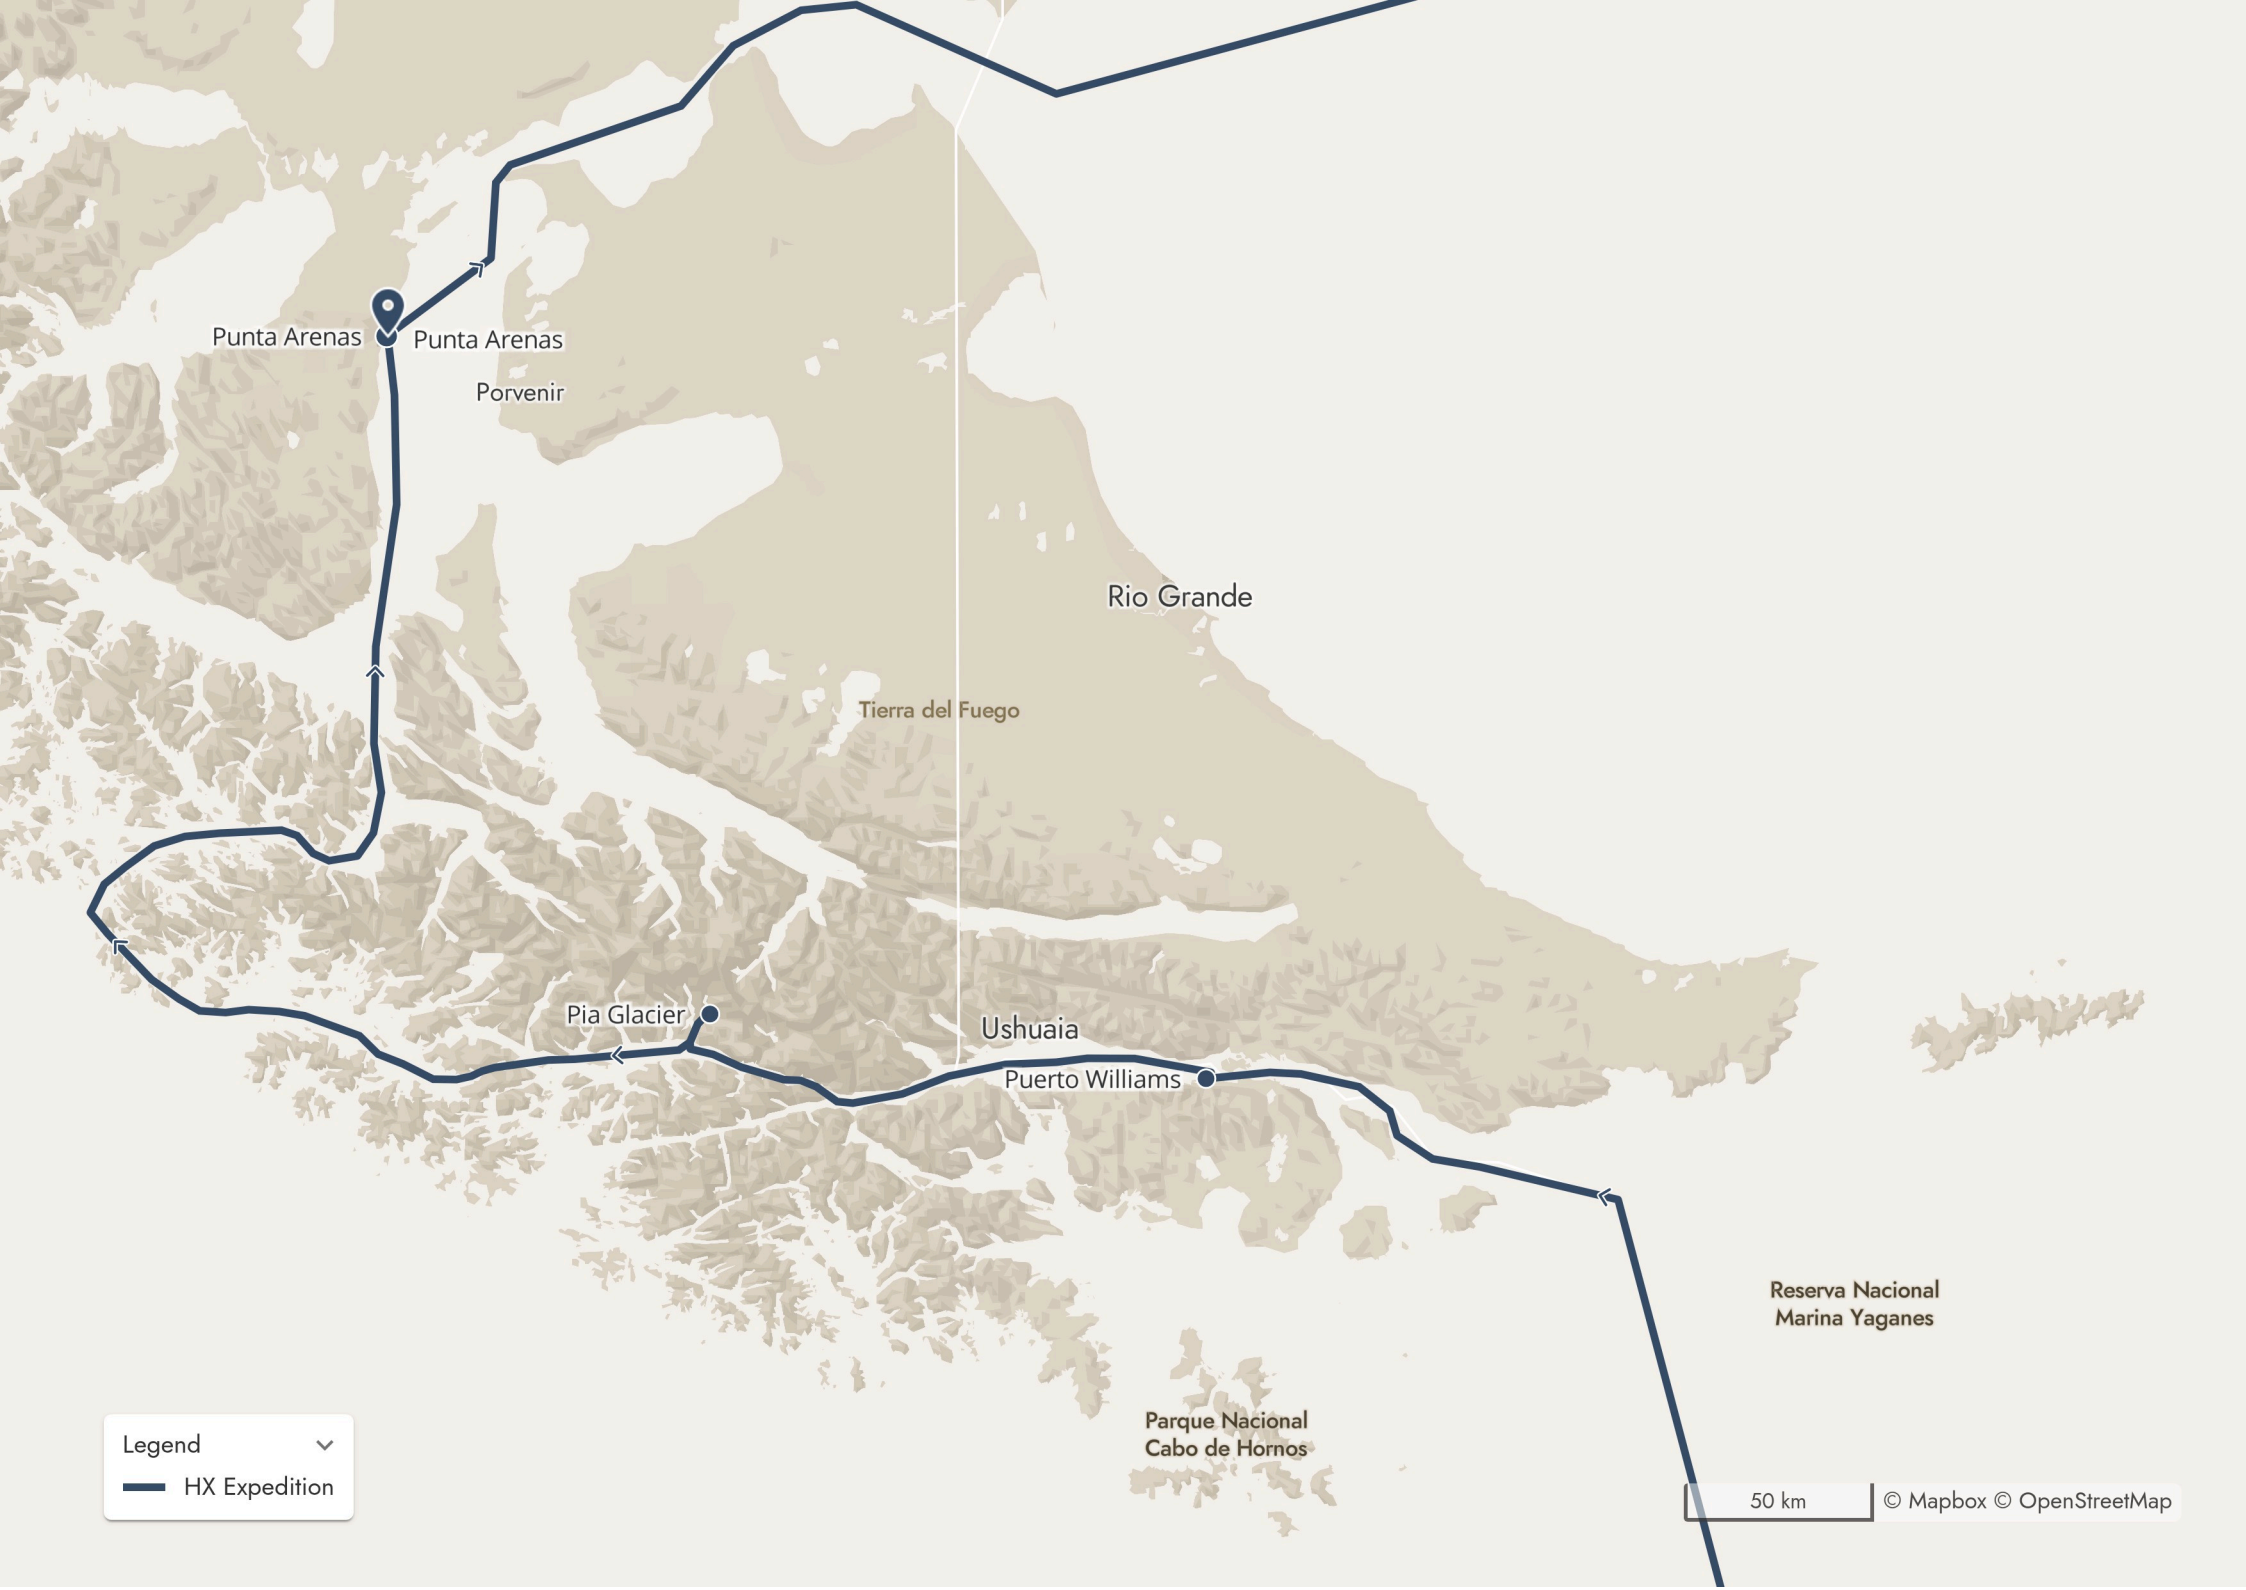 Punta Arenas
Punta Arenas
Porvenir
Rio Grande
Tierra del Fuego
Pia Glacier
Ushuaia
Puerto Williams
Reserva Nacional
Marina Yaganes
Parque Nacional
Cabo de Hornos
Legend
HX Expedition
50 km
© Mapbox © OpenStreetMap